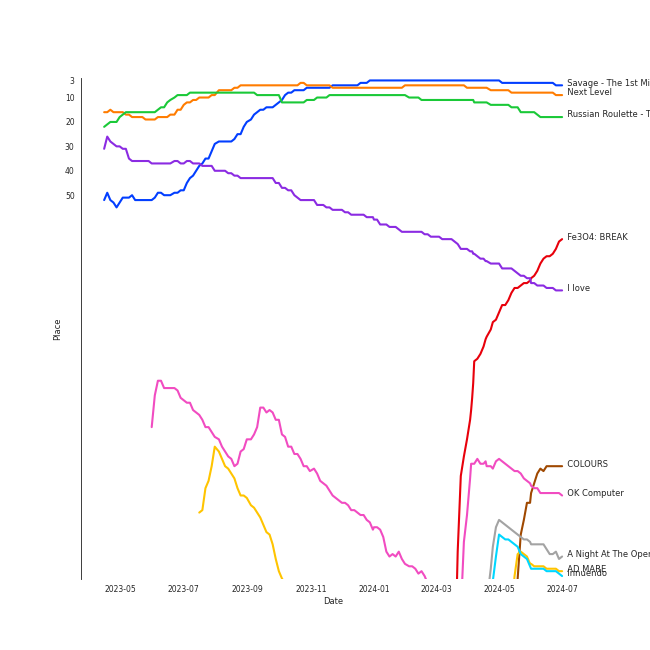 3
10
20
30
40
50
Place
Savage - The 1st Mi
Next Level
Russian Roulette - T
Fe3O4: BREAK
I love
COLOURS
OK Computer
A Night At The Oper
AD MARE
Innuendo
2023-05 2023-07 2023-09 2023-11 2024-01 2024-03 2024-05 2024-07
Date